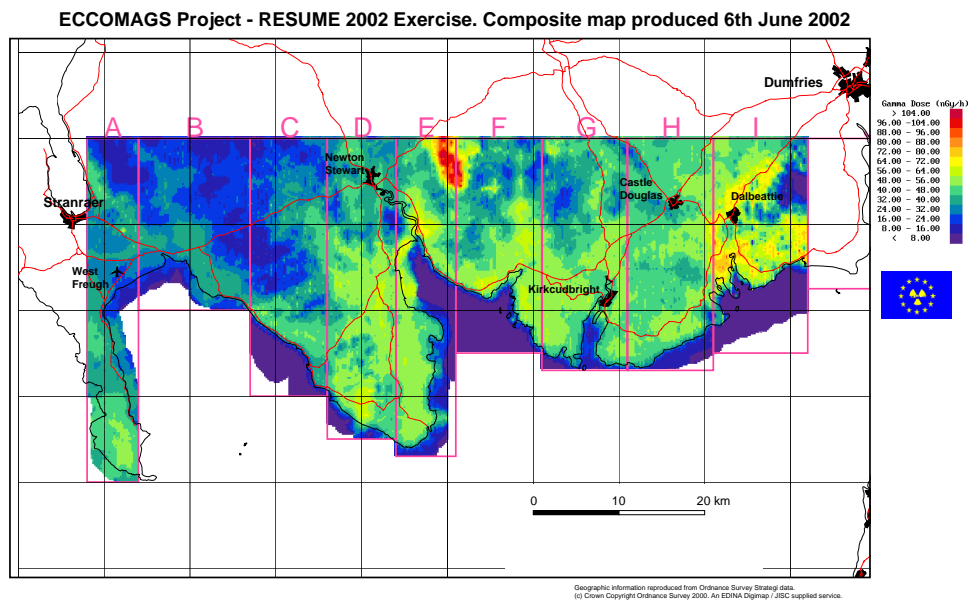 ECCOMAGS Project - RESUME 2002 Exercise. Composite map produced 6th June 2002
Dumfries
Gamma Dose (nGy/h)
> 104.00
96.00 -104.00
88.00 - 96.00
80.00 - 88.00
72.00 - 80.00
64.00 - 72.00
56.00 - 64.00
48.00 - 56.00
40.00 - 48.00
32.00 - 40.00
24.00 - 32.00
16.00 - 24.00
8.00 - 16.00
< 8.00
A B C D E F G H I
Newton
Stewart
Castle
Douglas
Dalbeattie
Stranraer
West
Freugh
Kirkcudbright
0 10 20 km
Geographic information reproduced from Ordnance Survey Strategi data.
(c) Crown Copyright Ordnance Survey 2000. An EDINA Digimap / JISC supplied service.